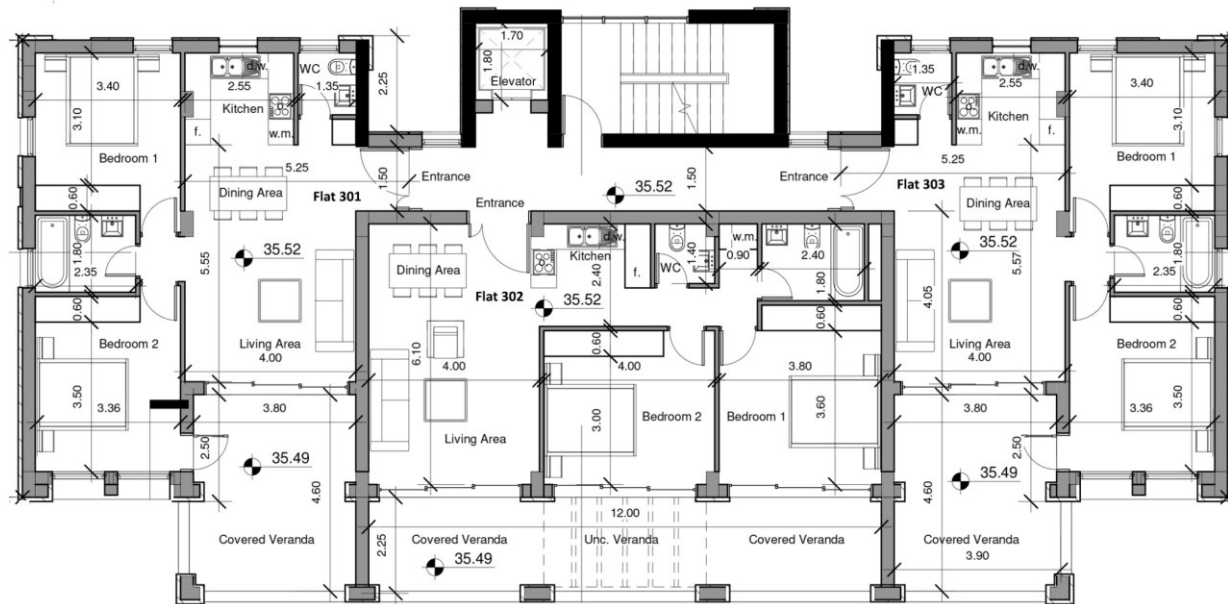 1.70
1.80
Elevator
2.25
3.40
3.10
Bedroom 1
0.60
d.w.
2.55
Kitchen
f.
w.m.
WC
1.35
5.25
1.50
Entrance
Dining Area
Flat 301
35.52
5.55
1.80
2.35
0.60
Bedroom 2
3.50
3.36
Living Area
4.00
3.80
2.50
35.49
4.60
Covered Veranda
Entrance
35.52
1.50
Entrance
Dining Area
Flat 302
35.52
Kitchen
d.w.
2.40
f.
WC
1.40
w.m.
0.90
2.40
1.80
0.60
6.10
4.00
Living Area
0.60
4.00
3.00
Bedroom 2
3.80
3.60
Bedroom 1
12.00
2.25
Covered Veranda
Unc. Veranda
Covered Veranda
35.49
1.35
WC
2.55
d.w.
Kitchen
w.m.
f.
3.40
3.10
Bedroom 1
0.60
5.25
Flat 303
Dining Area
35.52
5.57
4.05
1.80
2.35
0.60
Living Area
4.00
Bedroom 2
3.50
3.36
3.80
2.50
35.49
4.60
Covered Veranda
3.90